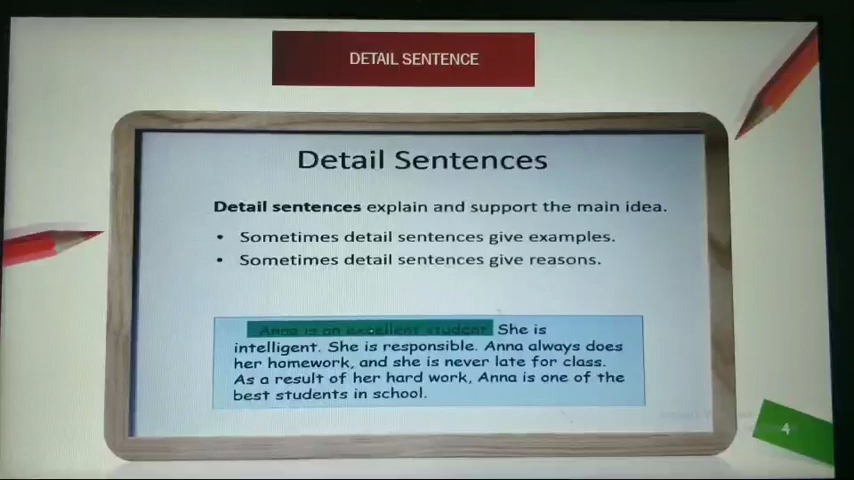 DETAIL SENTENCE
Detail Sentences
Detail sentences explain and support the main idea.
• Sometimes detail sentences give examples.
• Sometimes detail sentences give reasons.
Anna is an excellent student. She is
intelligent. She is responsible. Anna always does
her homework, and she is never late for class.
As a result of her hard work, Anna is one of the
best students in school.
4